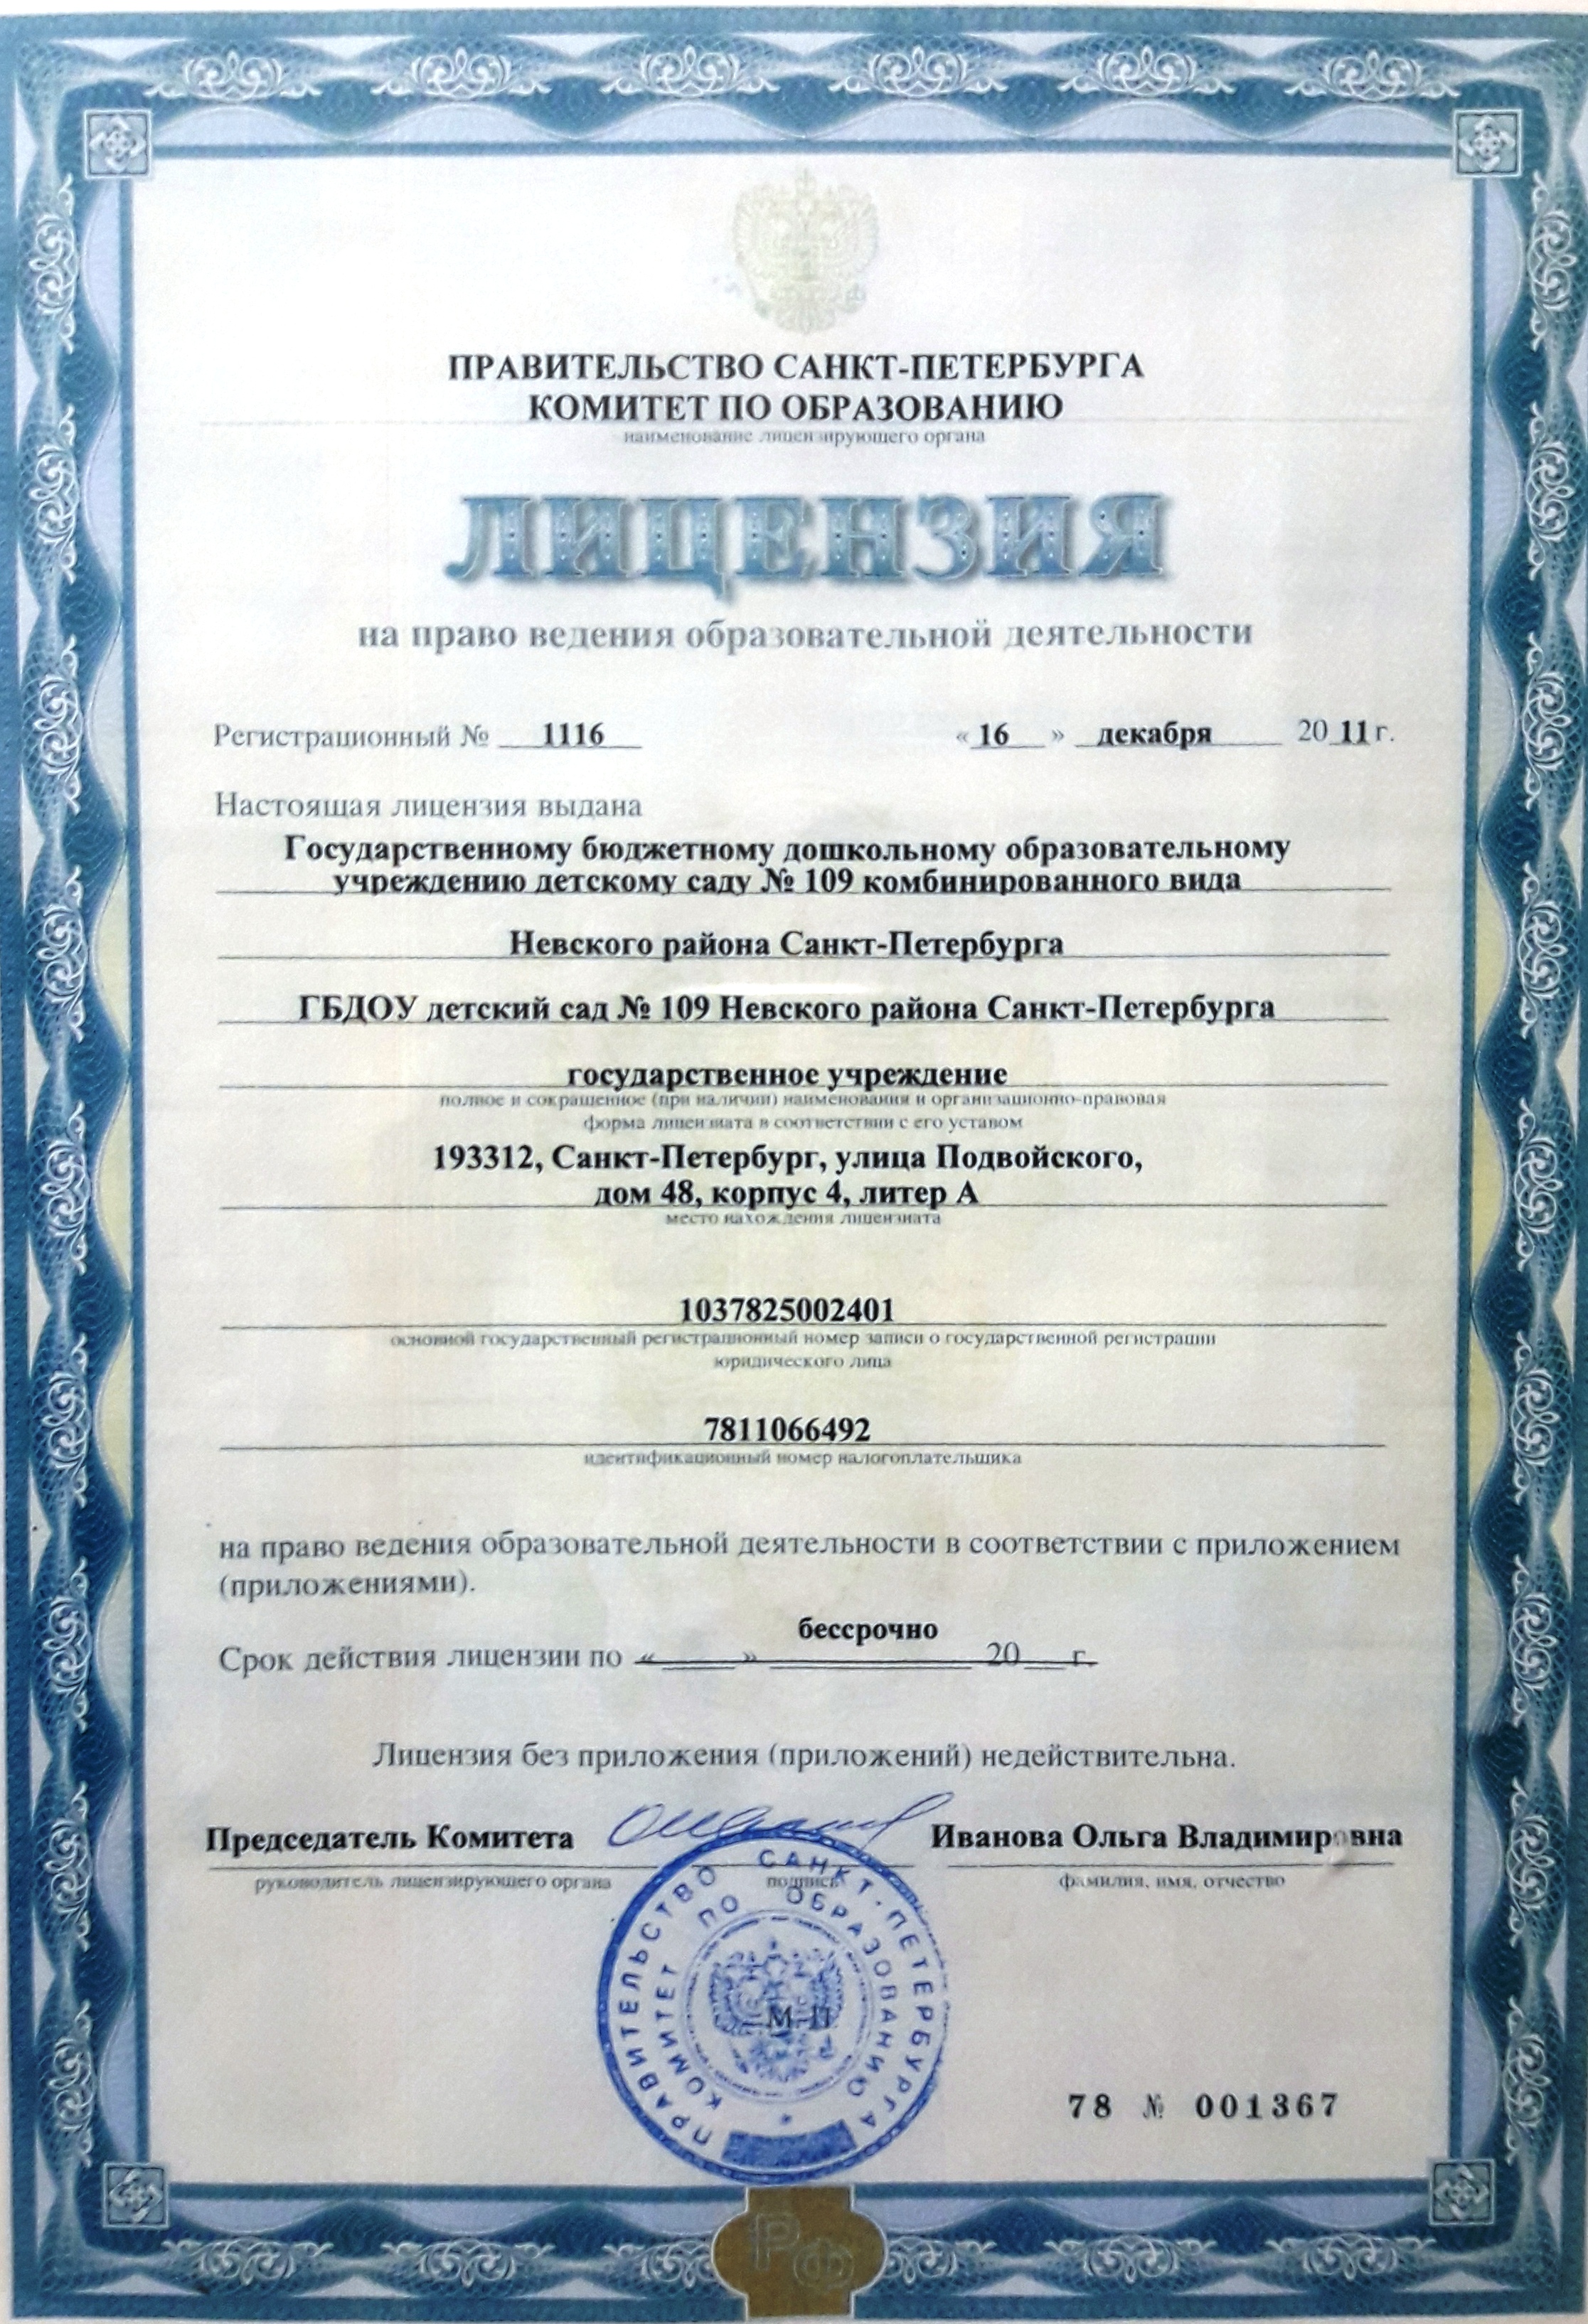 ПРАВИТЕЛЬСТВО САНКТ-ПЕТЕРБУРГА
КОМИТЕТ ПО ОБРАЗОВАНИЮ
наименование лицензирующего органа
ЛИЦЕНЗИЯ
на право ведения образовательной деятельности
Регистрационный № 1116 « 16 » декабря 20 11 г.
Настоящая лицензия выдана
Государственному бюджетному дошкольному образовательному
учреждению детскому саду № 109 комбинированного вида
Невского района Санкт-Петербурга
ГБДОУ детский сад № 109 Невского района Санкт-Петербурга
государственное учреждение
полное и сокращенное (при наличии) наименования и организационно-правовая
форма лицензиата в соответствии с его уставом
193312, Санкт-Петербург, улица Подвойского,
дом 48, корпус 4, литер А
место нахождения лицензиата
1037825002401
основной государственный регистрационный номер записи о государственной регистрации
юридического лица
7811066492
идентификационный номер налогоплательщика
на право ведения образовательной деятельности в соответствии с приложением
(приложениями).
бессрочно
Срок действия лицензии по « » 20 г.
Лицензия без приложения (приложений) недействительна.
Председатель Комитета Иванова Ольга Владимировна
руководитель лицензирующего органа подпись фамилия, имя, отчество
ПРАВИТЕЛЬСТВО САНКТ-ПЕТЕРБУРГА
КОМИТЕТ ПО ОБРАЗОВАНИЮ
М П
78 № 001367
РФ